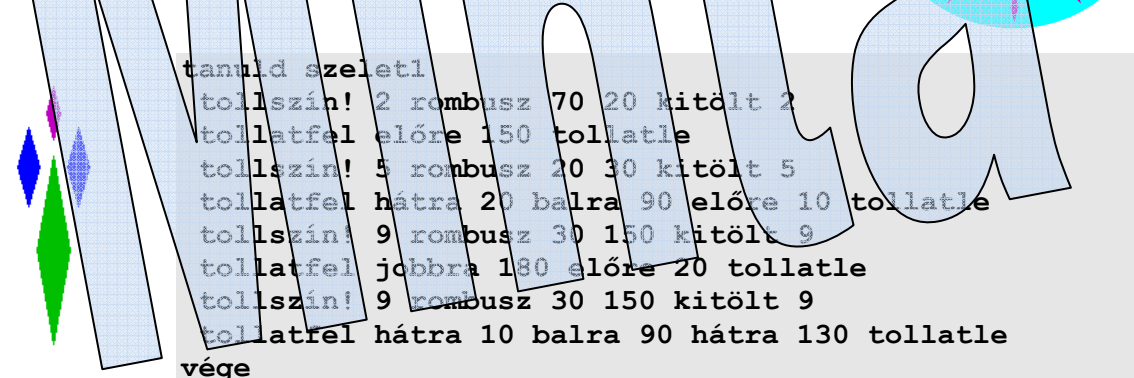 Minta
tanuld szelet1
tollszín! 2 rombusz 70 20 kitölt 2
tollatfel előre 150 tollatle
tollszín! 5 rombusz 20 30 kitölt 5
tollatfel hátra 20 balra 90 előre 10 tollatle
tollszín! 9 rombusz 30 150 kitölt 9
tollatfel jobbra 180 előre 20 tollatle
tollszín! 9 rombusz 30 150 kitölt 9
tollatfel hátra 10 balra 90 hátra 130 tollatle
vége